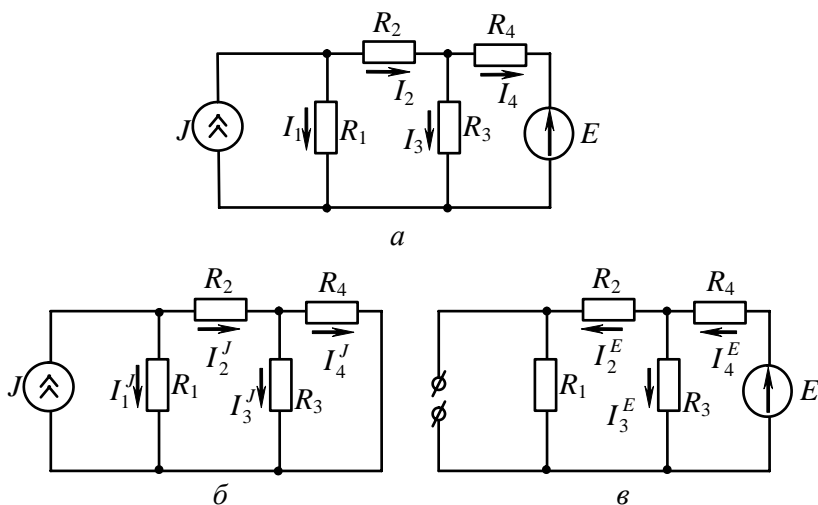 R₂ R₄
J I₁ R₁ I₂ I₃ R₃ I₄ E
а
R₂ R₄ R₂ R₄
J I₁ᴶ R₁ I₂ᴶ I₃ᴶ R₃ I₄ᴶ R₁ I₂ᴱ I₃ᴱ R₃ I₄ᴱ E
б в